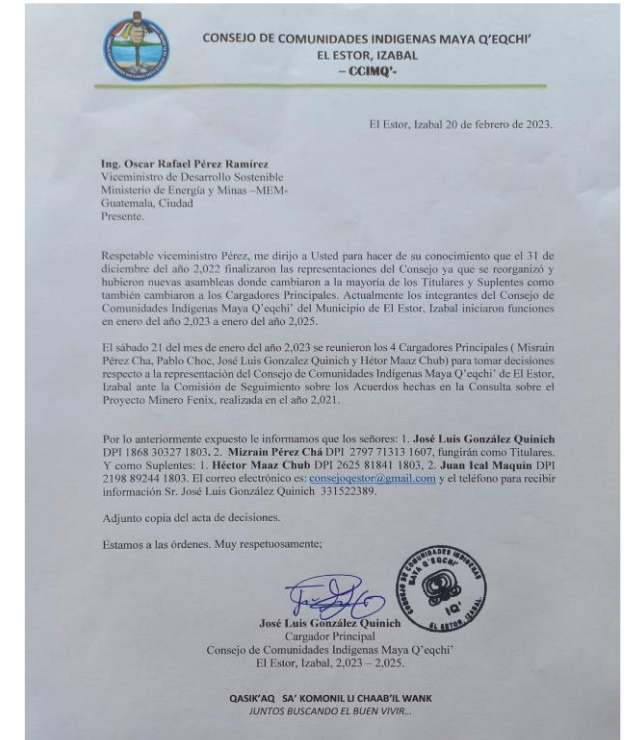 CONSEJO DE COMUNIDADES INDIGENAS MAYA Q'EQCHI'
EL ESTOR, IZABAL
– CCIMQ'-
El Estor, Izabal 20 de febrero de 2023.
Ing. Oscar Rafael Pérez Ramírez
Viceministro de Desarrollo Sostenible
Ministerio de Energía y Minas –MEM-
Guatemala, Ciudad
Presente.
Respetable viceministro Pérez, me dirijo a Usted para hacer de su conocimiento que el 31 de
diciembre del año 2,022 finalizaron las representaciones del Consejo ya que se reorganizó y
hubieron nuevas asambleas donde cambiaron a la mayoría de los Titulares y Suplentes como
también cambiaron a los Cargadores Principales. Actualmente los integrantes del Consejo de
Comunidades Indígenas Maya Q'eqchi' del Municipio de El Estor, Izabal iniciaron funciones
en enero del año 2,023 a enero del año 2,025.
El sábado 21 del mes de enero del año 2,023 se reunieron los 4 Cargadores Principales ( Misrain
Pérez Cha, Pablo Choc, José Luis Gonzalez Quinich y Hétor Maaz Chub) para tomar decisiones
respecto a la representación del Consejo de Comunidades Indígenas Maya Q'eqchi' de El Estor,
Izabal ante la Comisión de Seguimiento sobre los Acuerdos hechas en la Consulta sobre el
Proyecto Minero Fenix, realizada en el año 2,021.
Por lo anteriormente expuesto le informamos que los señores: 1. José Luis González Quinich
DPI 1868 30327 1803. 2. Mizrain Pérez Chá DPI 2797 71313 1607, fungirán como Titulares.
Y como Suplentes: 1. Héctor Maaz Chub DPI 2625 81841 1803, 2. Juan Ical Maquin DPI
2198 89244 1803. El correo electrónico es: consejoqestor@gmail.com y el teléfono para recibir
información Sr. José Luis González Quinich 331522389.
Adjunto copia del acta de decisiones.
Estamos a las órdenes. Muy respetuosamente;
CONSEJO DE COMUNIDADES INDIGENAS
MAYA Q'EQCHI'
IQ'
EL ESTOR, IZABAL
José Luis González Quinich
Cargador Principal
Consejo de Comunidades Indígenas Maya Q'eqchi'
El Estor, Izabal, 2,023 – 2,025.
QASIK'AQ SA' KOMONIL LI CHAAB'IL WANK
JUNTOS BUSCANDO EL BUEN VIVIR...